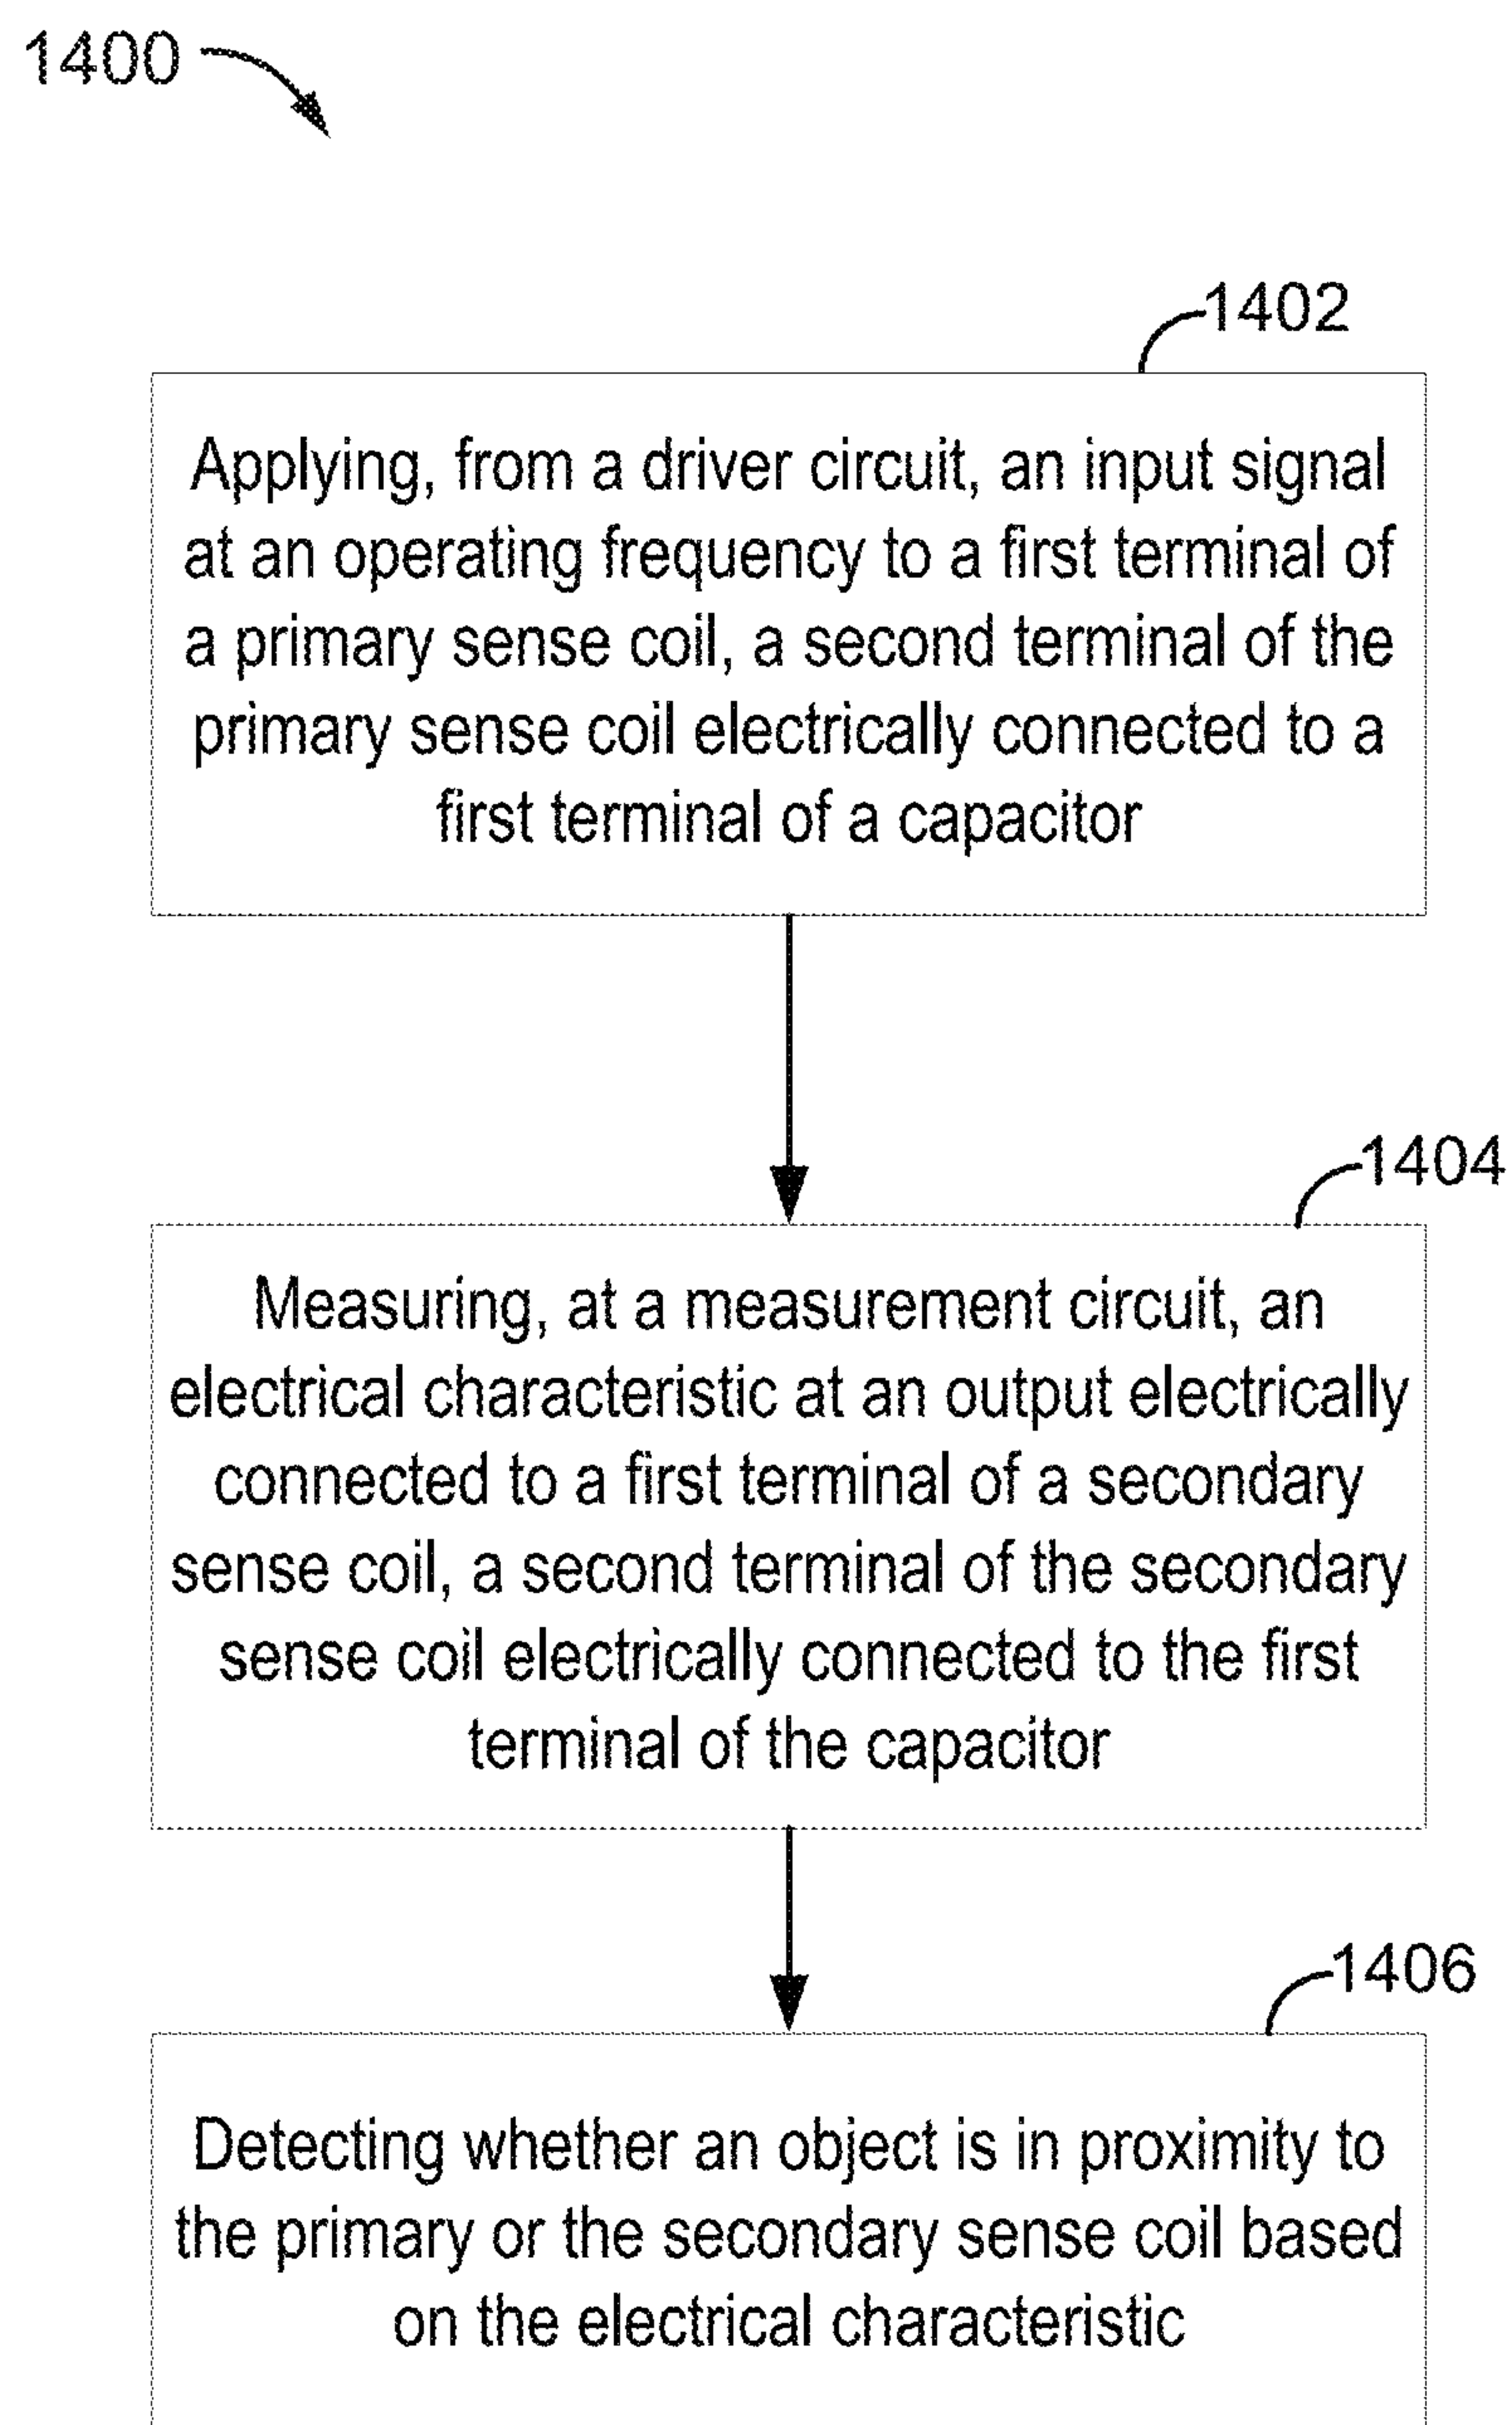 1400
1402
Applying, from a driver circuit, an input signal
at an operating frequency to a first terminal of
a primary sense coil, a second terminal of the
primary sense coil electrically connected to a
first terminal of a capacitor
1404
Measuring, at a measurement circuit, an
electrical characteristic at an output electrically
connected to a first terminal of a secondary
sense coil, a second terminal of the secondary
sense coil electrically connected to the first
terminal of the capacitor
1406
Detecting whether an object is in proximity to
the primary or the secondary sense coil based
on the electrical characteristic